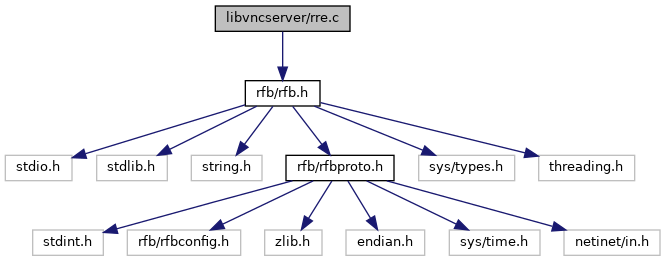 libvncserver/rre.c
rfb/rfb.h
stdio.h
stdlib.h
string.h
rfb/rfbproto.h
sys/types.h
threading.h
stdint.h
rfb/rfbconfig.h
zlib.h
endian.h
sys/time.h
netinet/in.h